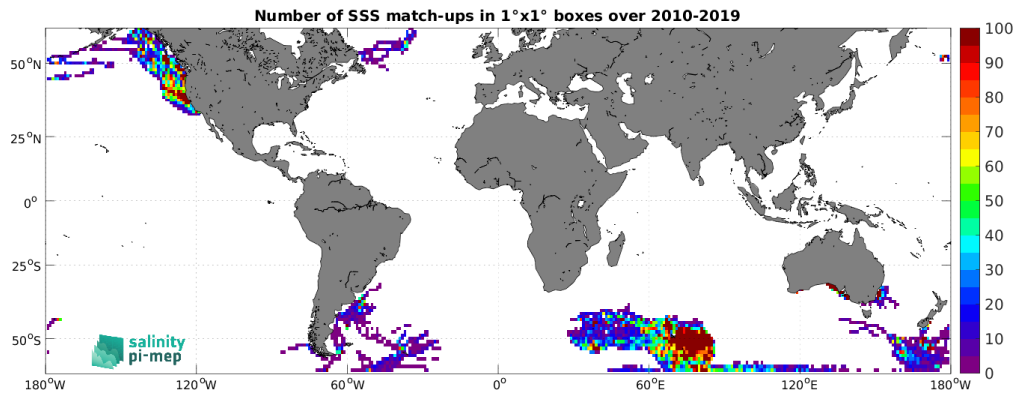 Number of SSS match-ups in 1°x1° boxes over 2010-2019
50°N
25°N
0°
25°S
50°S
180°W
120°W
60°W
0°
60°E
120°E
180°W
100
90
80
70
60
50
40
30
20
10
0
salinity
pi-mep